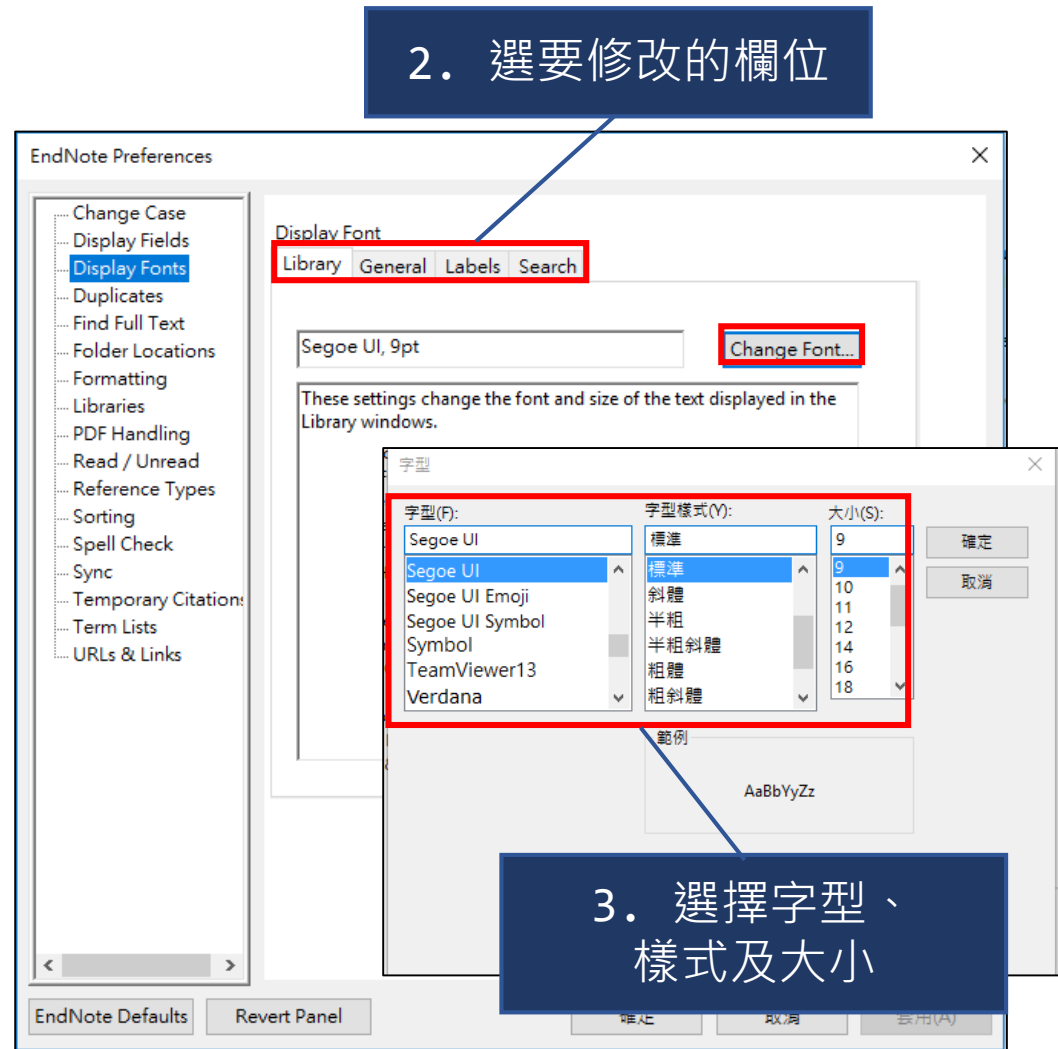 2. 選要修改的欄位
EndNote Preferences
Change Case
Display Fields
Display Fonts
Duplicates
Find Full Text
Folder Locations
Formatting
Libraries
PDF Handling
Read / Unread
Reference Types
Sorting
Spell Check
Sync
Temporary Citations
Term Lists
URLs & Links
Display Font
Library General Labels Search
Segoe UI, 9pt
Change Font...
These settings change the font and size of the text displayed in the
Library windows.
字型
字型(F): 字型樣式(Y): 大小(S):
Segoe UI 標準 9
確定
取消
Segoe UI
Segoe UI Emoji
Segoe UI Symbol
Symbol
TeamViewer13
Verdana
標準
斜體
半粗
半粗斜體
粗體
粗斜體
9
10
11
12
14
16
18
範例
AaBbYyZz
3. 選擇字型、
樣式及大小
EndNote Defaults
Revert Panel
確定
取消
套用(A)